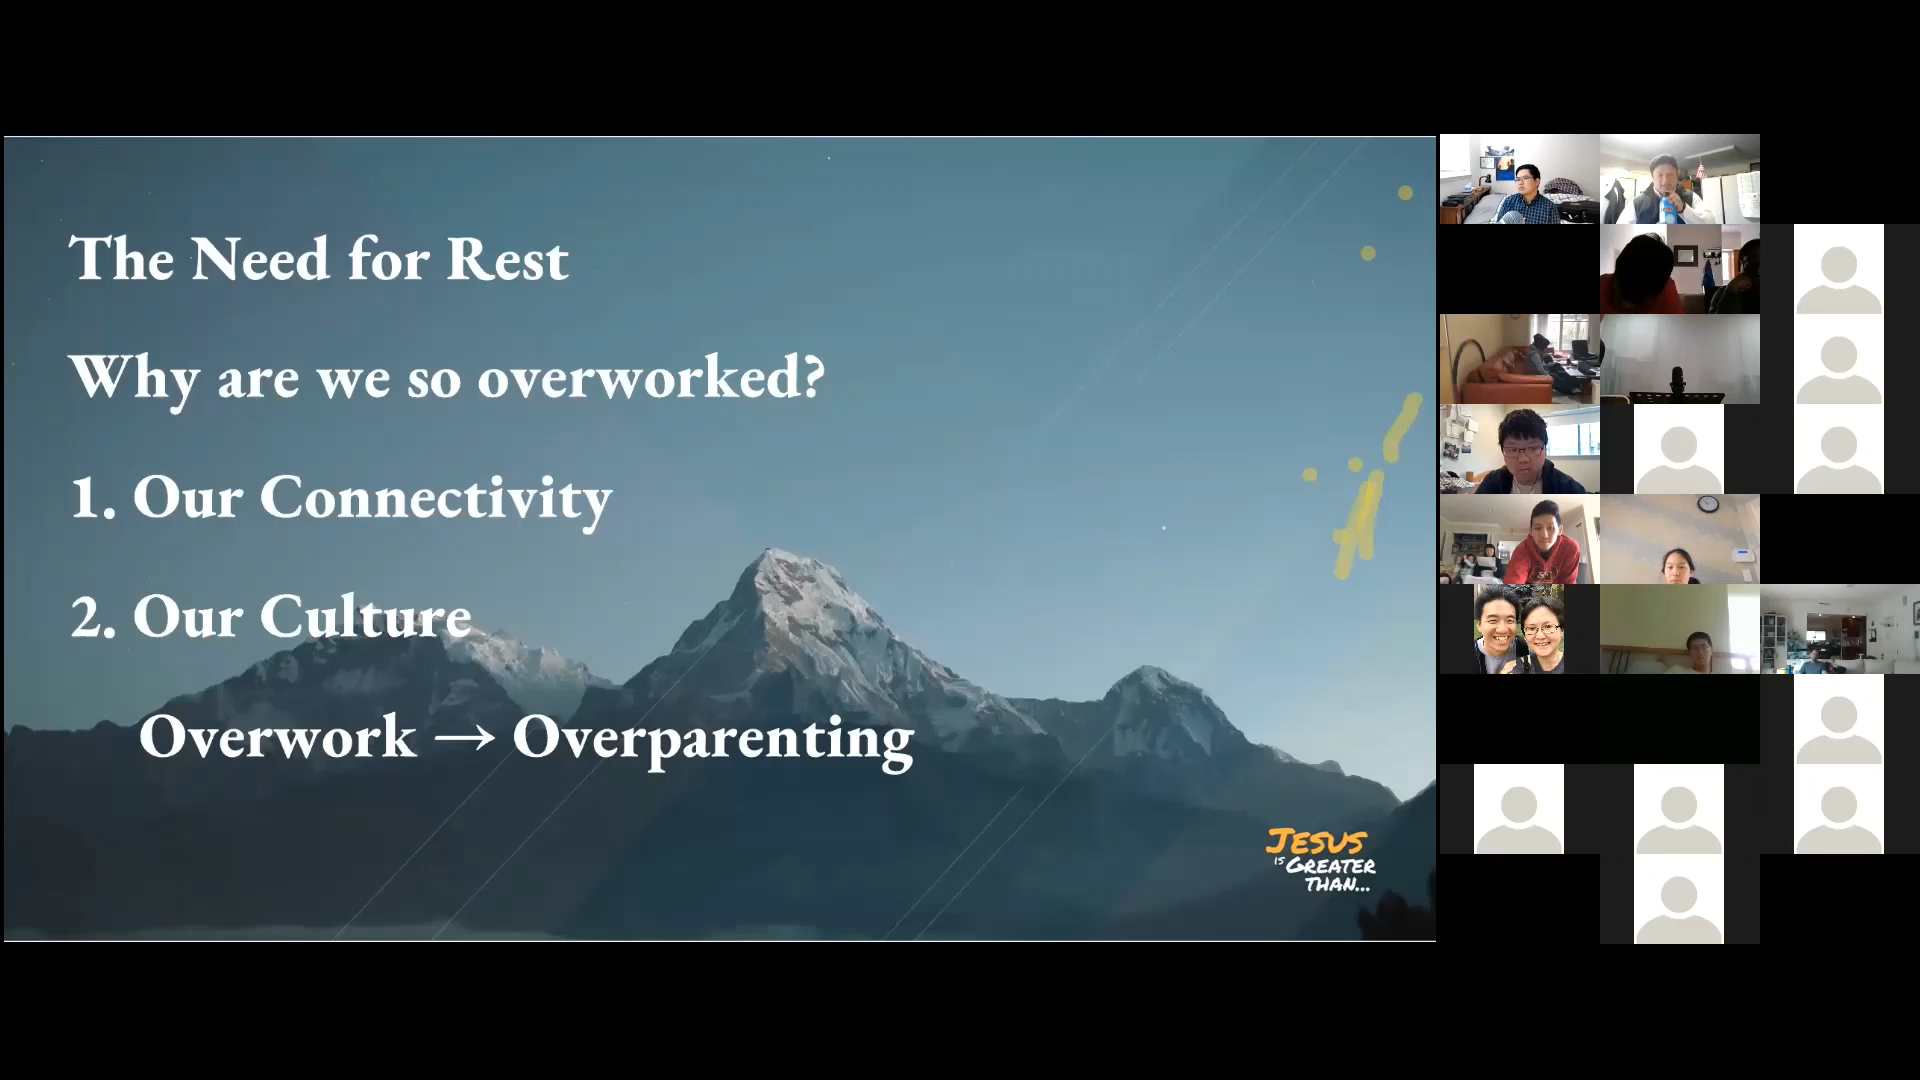 The Need for Rest
Why are we so overworked?
1. Our Connectivity
2. Our Culture
Overwork → Overparenting
JESUS
IS GREATER
THAN...